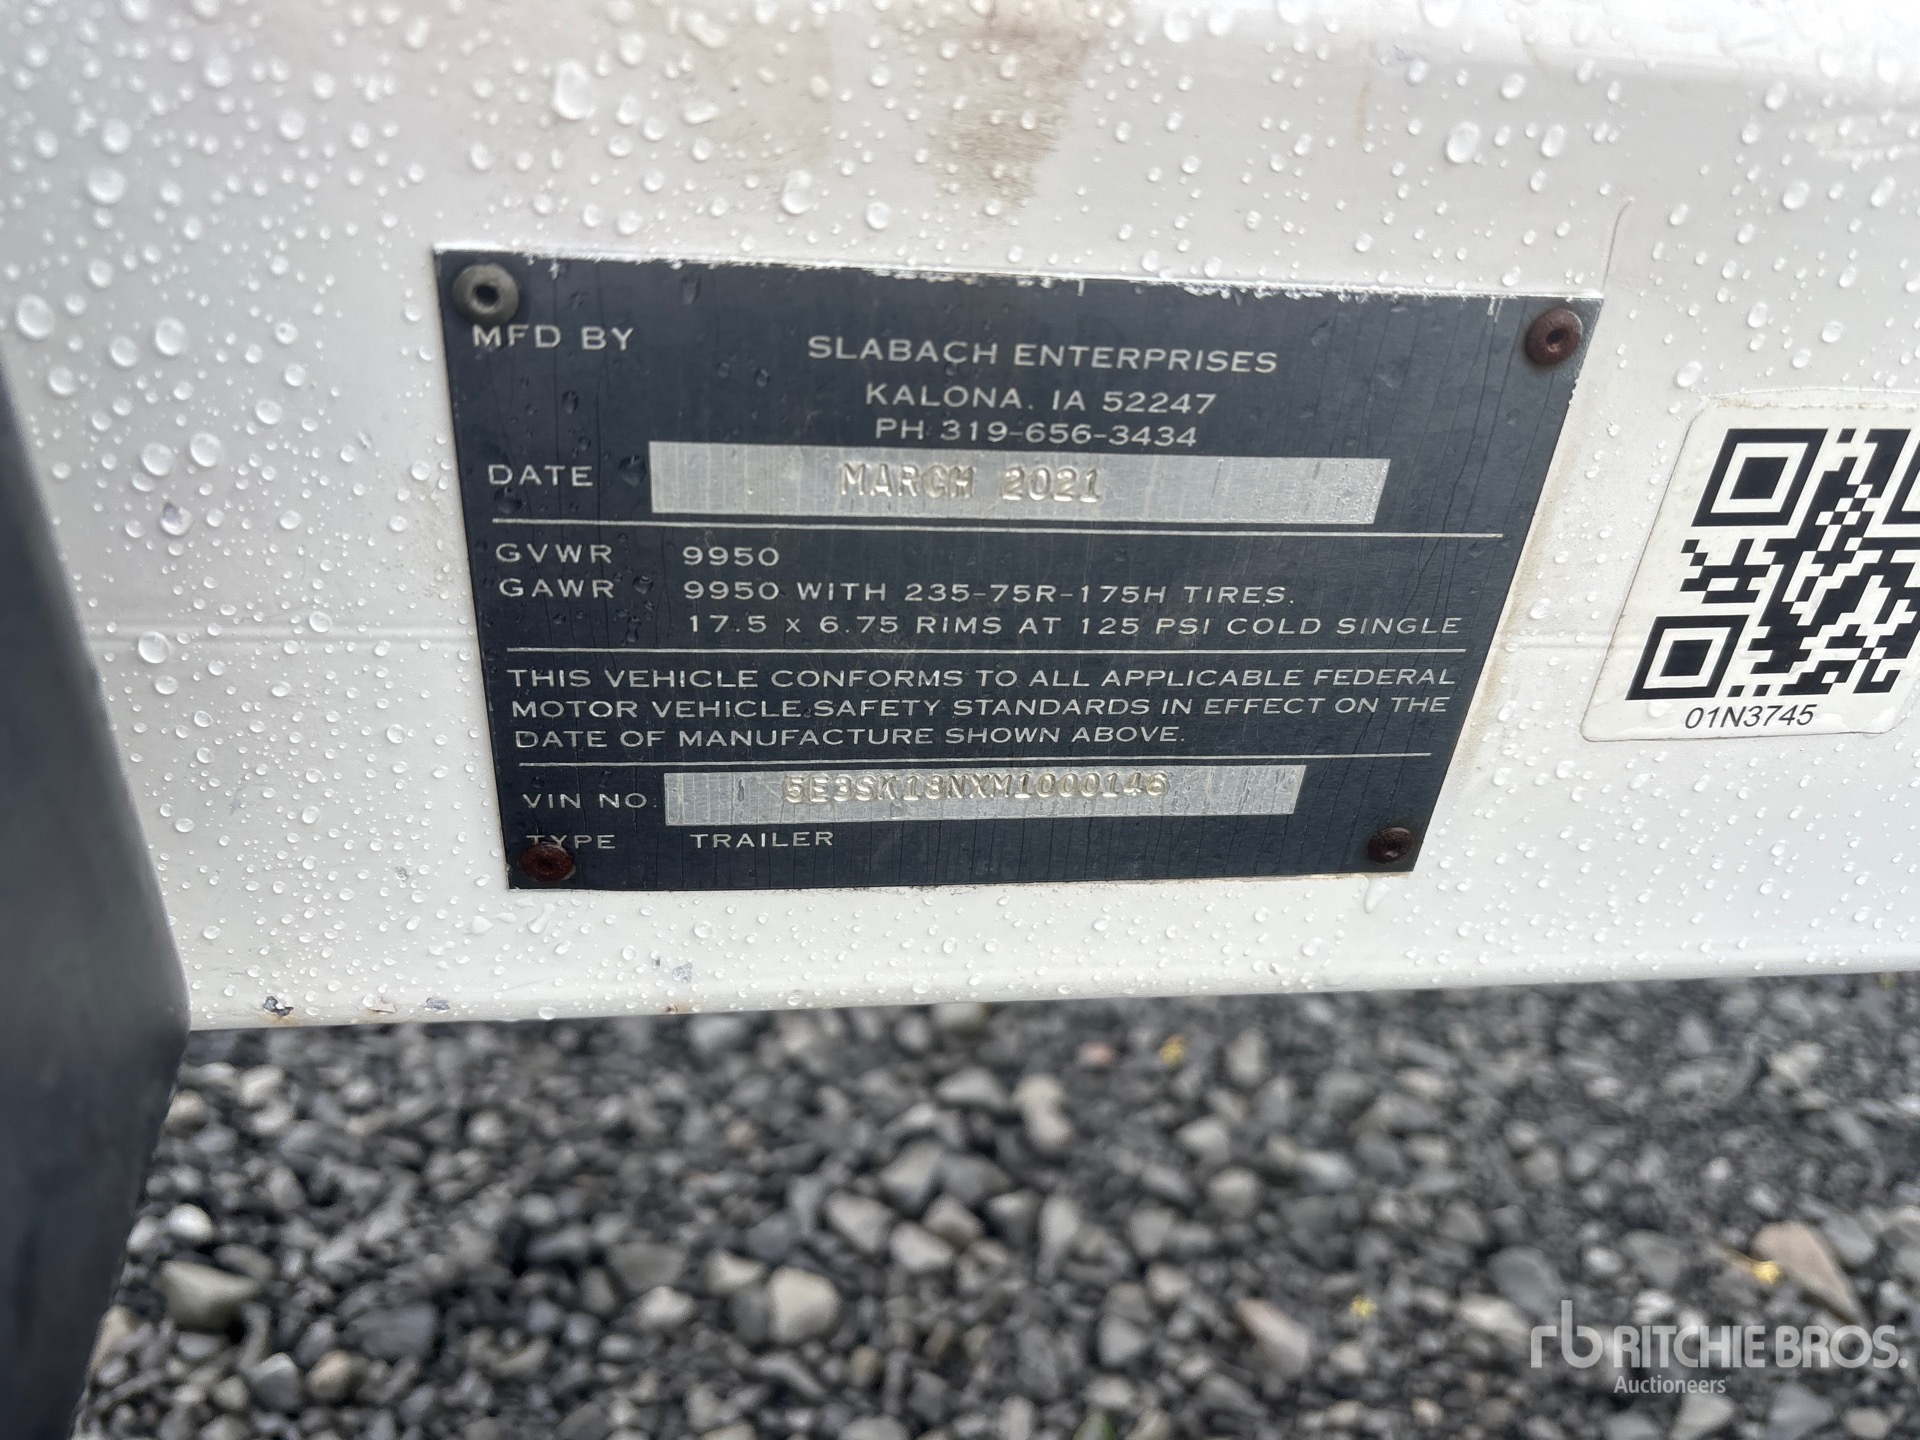 MFD BY
SLABACH ENTERPRISES
KALONA, IA 52247
PH 319-656-3434
DATE MARCH 2021
GVWR 9950
GAWR 9950 WITH 235-75R-175H TIRES.
17.5 x 6.75 RIMS AT 125 PSI COLD SINGLE
THIS VEHICLE CONFORMS TO ALL APPLICABLE FEDERAL
MOTOR VEHICLE SAFETY STANDARDS IN EFFECT ON THE
DATE OF MANUFACTURE SHOWN ABOVE.
VIN NO. 5E3SK18NXM1000146
TYPE TRAILER
01N3745
rb RITCHIE BROS.
Auctioneers